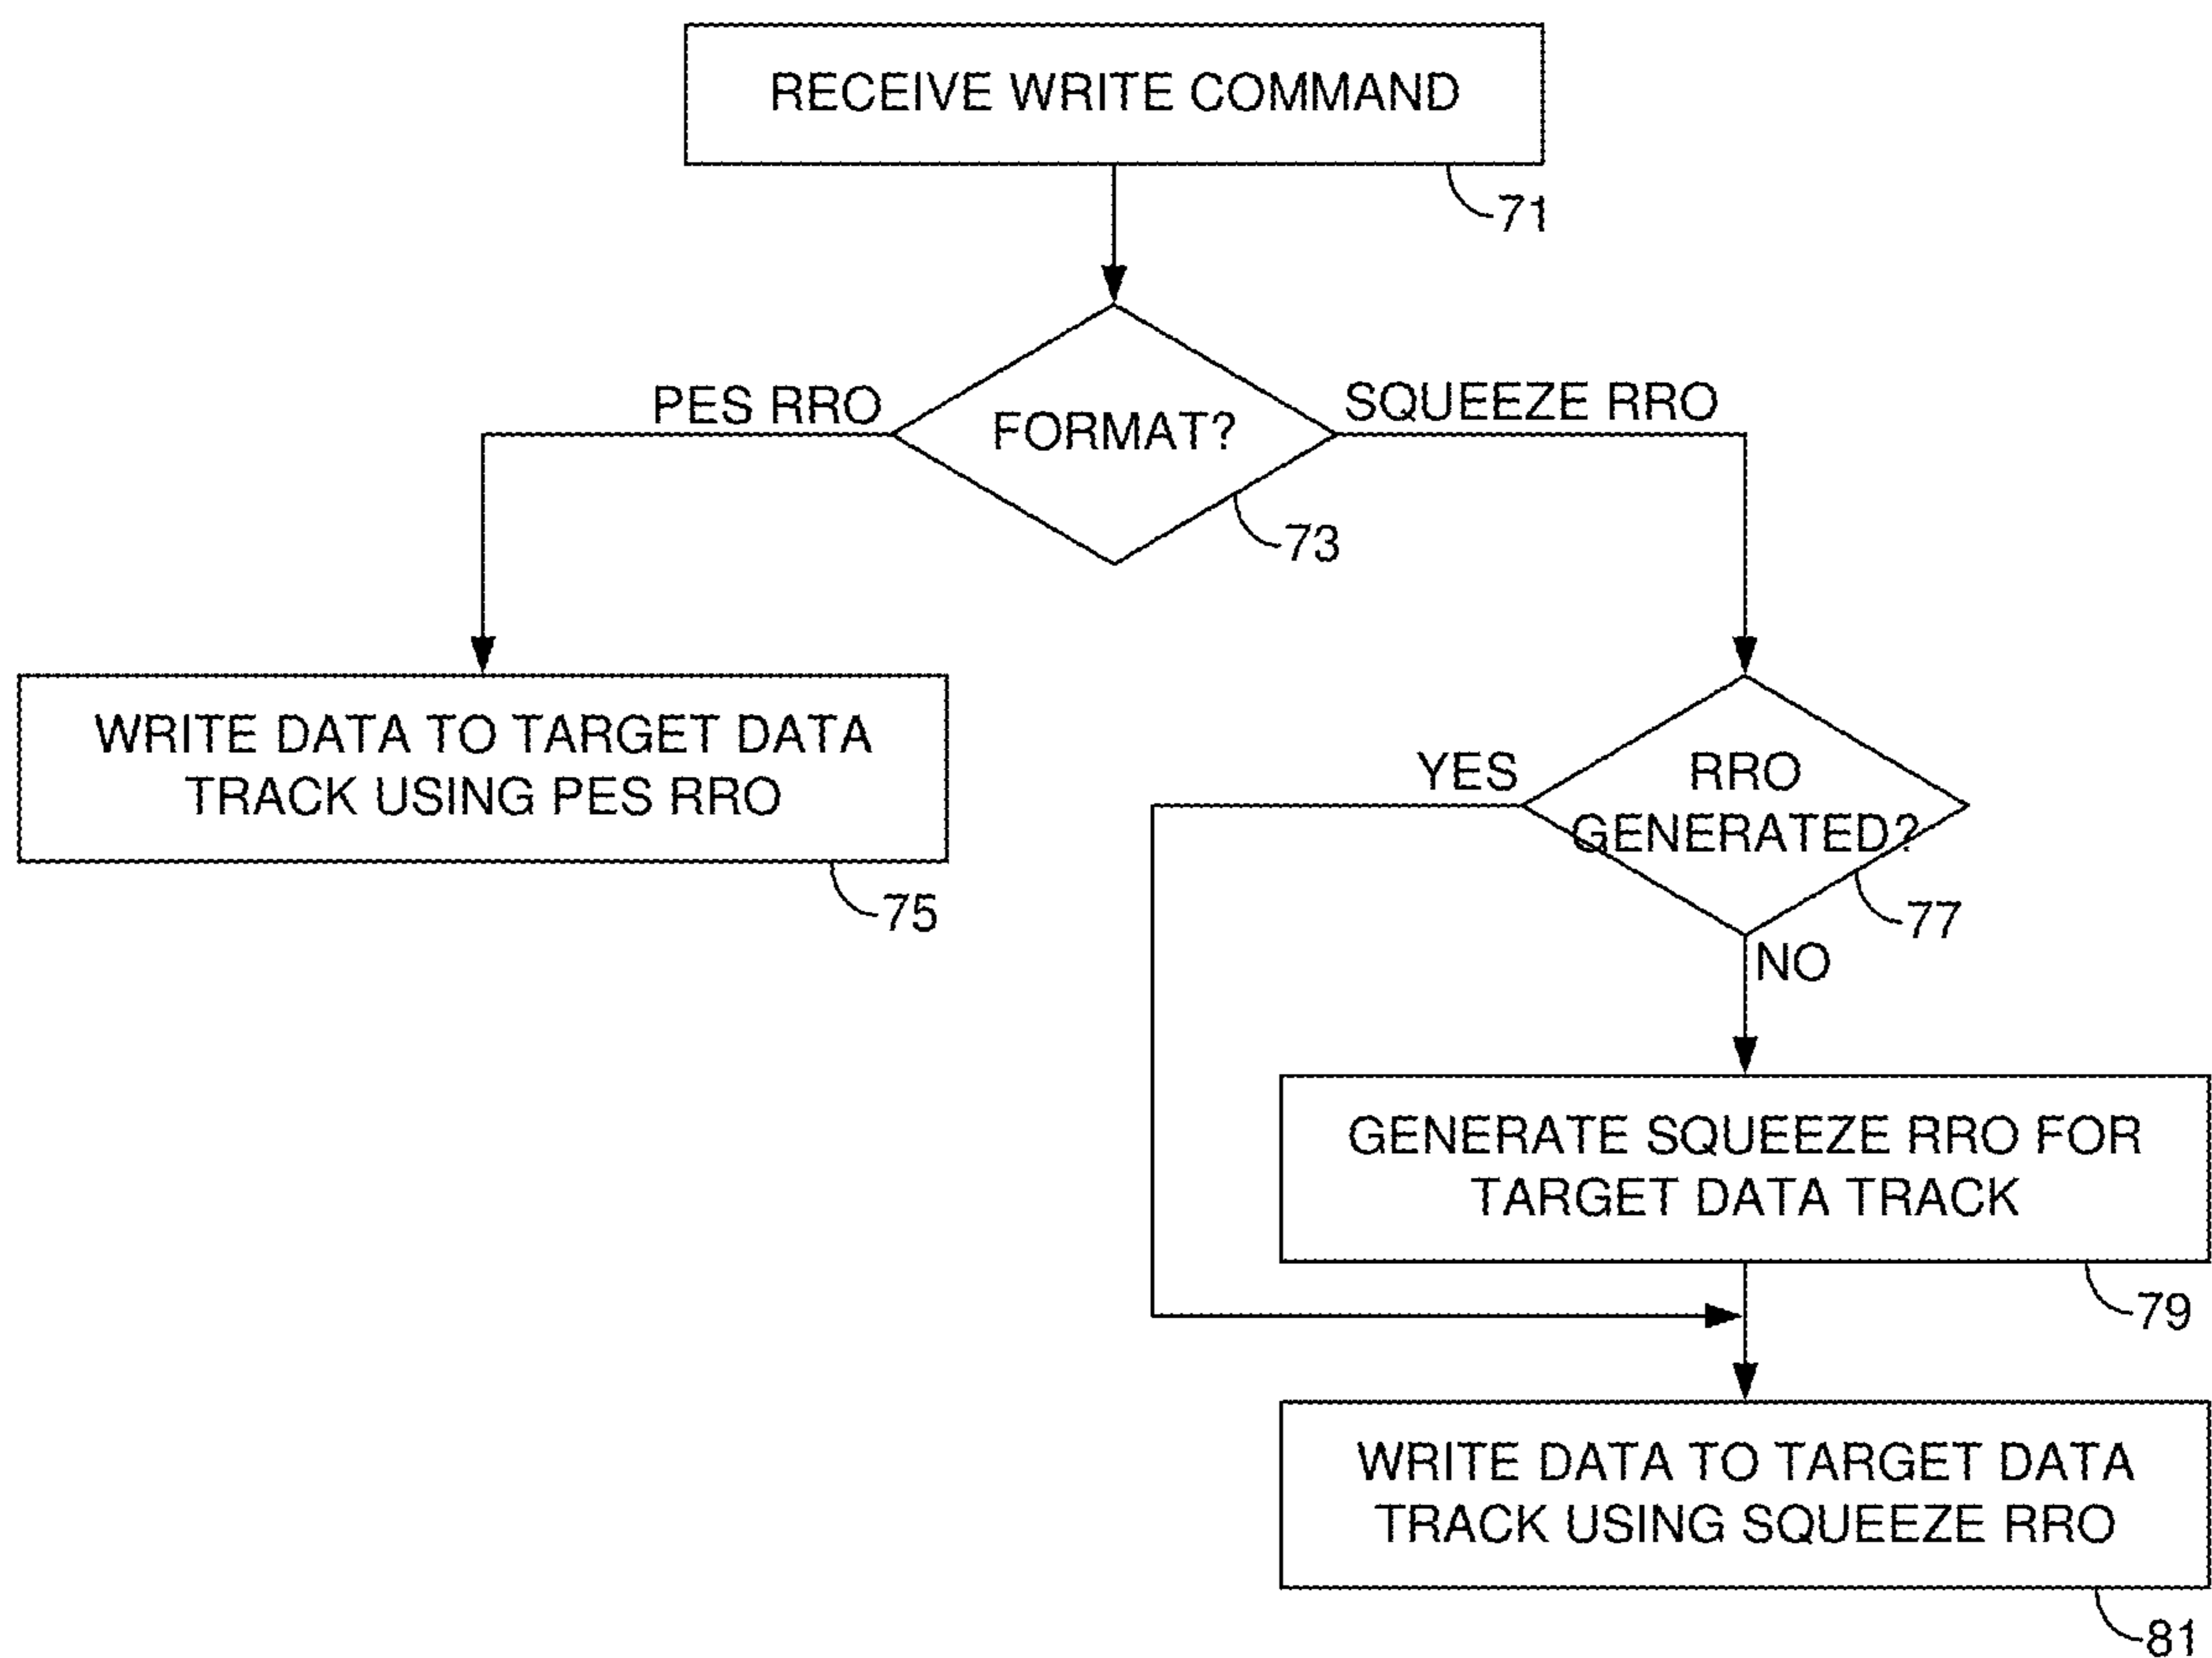 RECEIVE WRITE COMMAND
71
PES RRO
FORMAT?
SQUEEZE RRO
73
WRITE DATA TO TARGET DATA
TRACK USING PES RRO
75
YES
RRO
GENERATED?
77
NO
GENERATE SQUEEZE RRO FOR
TARGET DATA TRACK
79
WRITE DATA TO TARGET DATA
TRACK USING SQUEEZE RRO
81